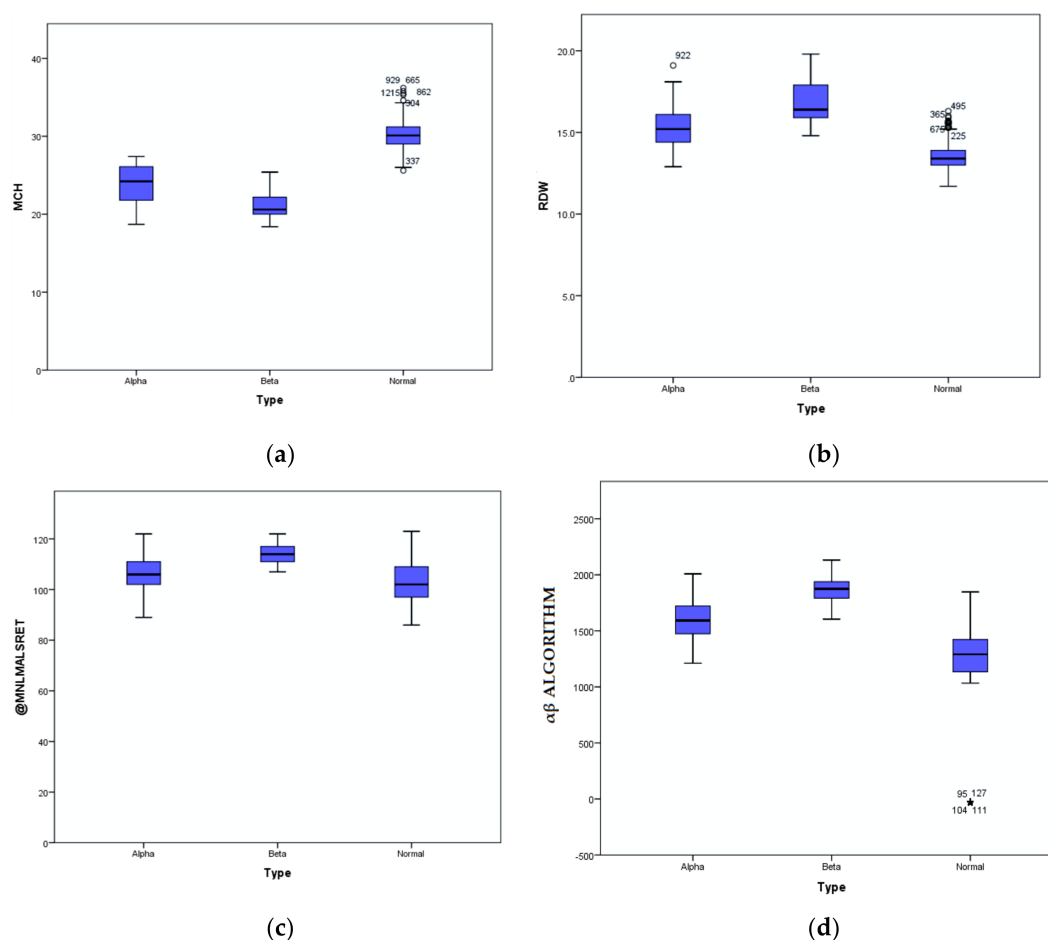 40
30
20
10
0
MCH
929 665
1215 862
904
337
Alpha Beta Normal
Type
(a)
20.0
15.0
10.0
5.0
.0
RDW
922
495
365
675
225
Alpha Beta Normal
Type
(b)
120
100
80
60
40
20
0
@MNLMALSRET
Alpha Beta Normal
Type
(c)
2500
2000
1500
1000
500
0
-500
αβ ALGORITHM
95 127
104 111
Alpha Beta Normal
Type
(d)